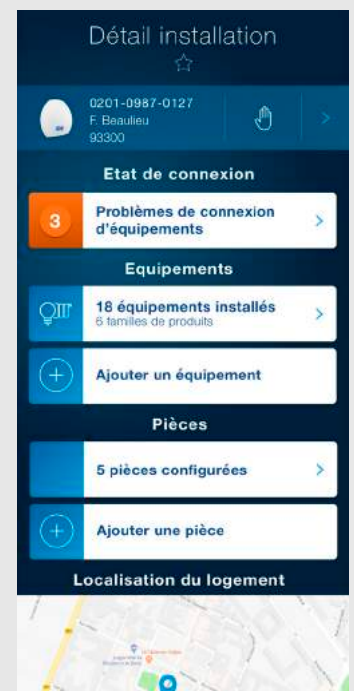 Détail installation
0201-0987-0127
F. Beaulieu
93300
Etat de connexion
3
Problèmes de connexion
d'équipements
Equipements
18 équipements installés
6 familles de produits
Ajouter un équipement
Pièces
5 pièces configurées
Ajouter une pièce
Localisation du logement